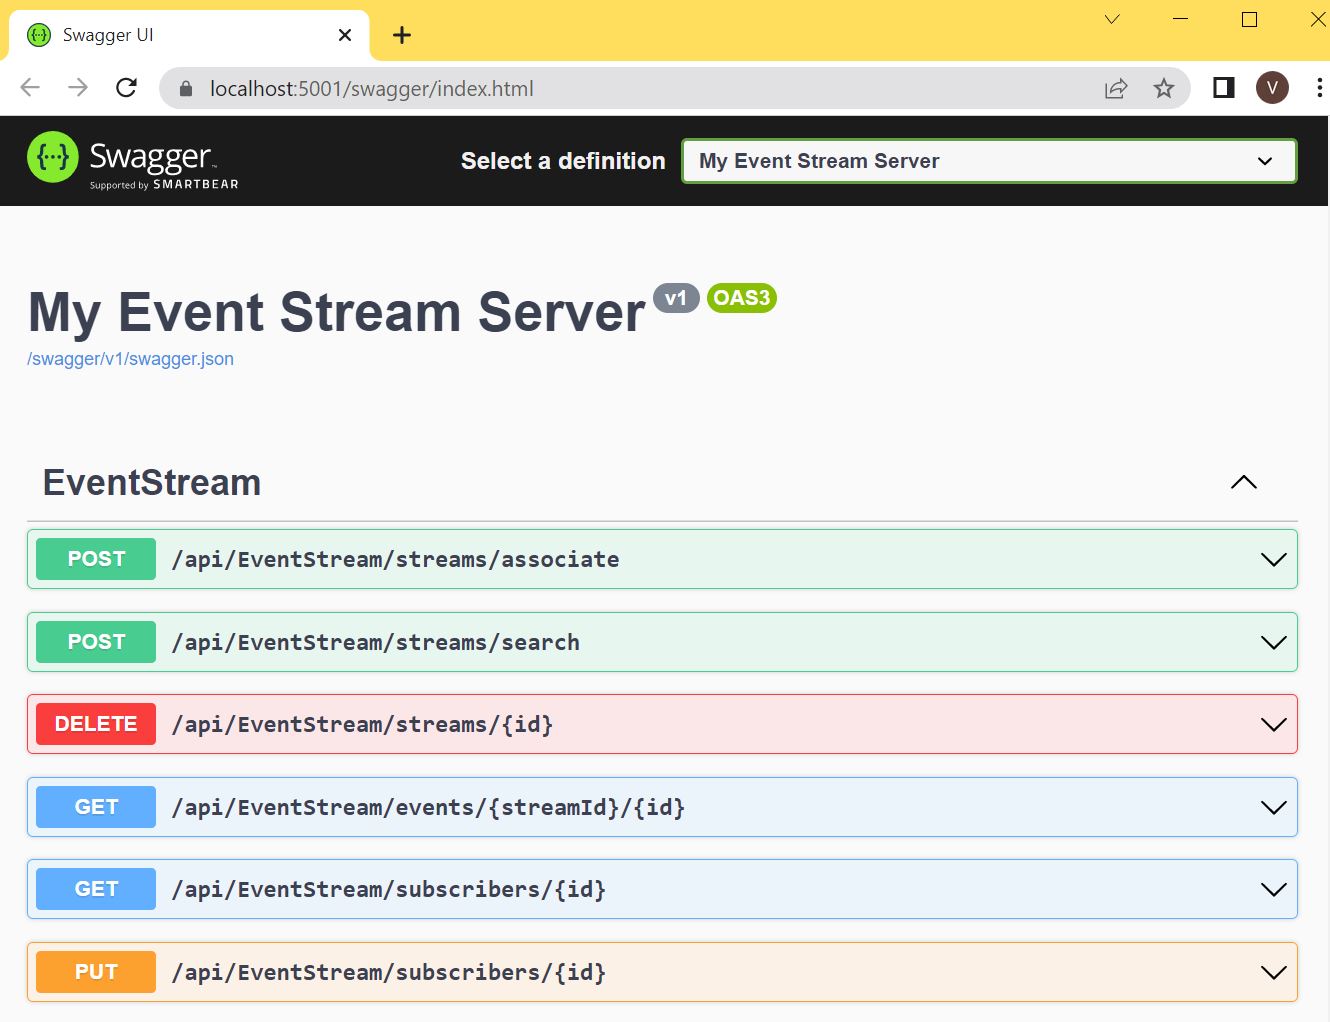 Swagger UI
localhost:5001/swagger/index.html
V
Swagger™
Supported by SMARTBEAR
Select a definition
My Event Stream Server
My Event Stream Server v1 OAS3
/swagger/v1/swagger.json
EventStream
POST /api/EventStream/streams/associate
POST /api/EventStream/streams/search
DELETE /api/EventStream/streams/{id}
GET /api/EventStream/events/{streamId}/{id}
GET /api/EventStream/subscribers/{id}
PUT /api/EventStream/subscribers/{id}